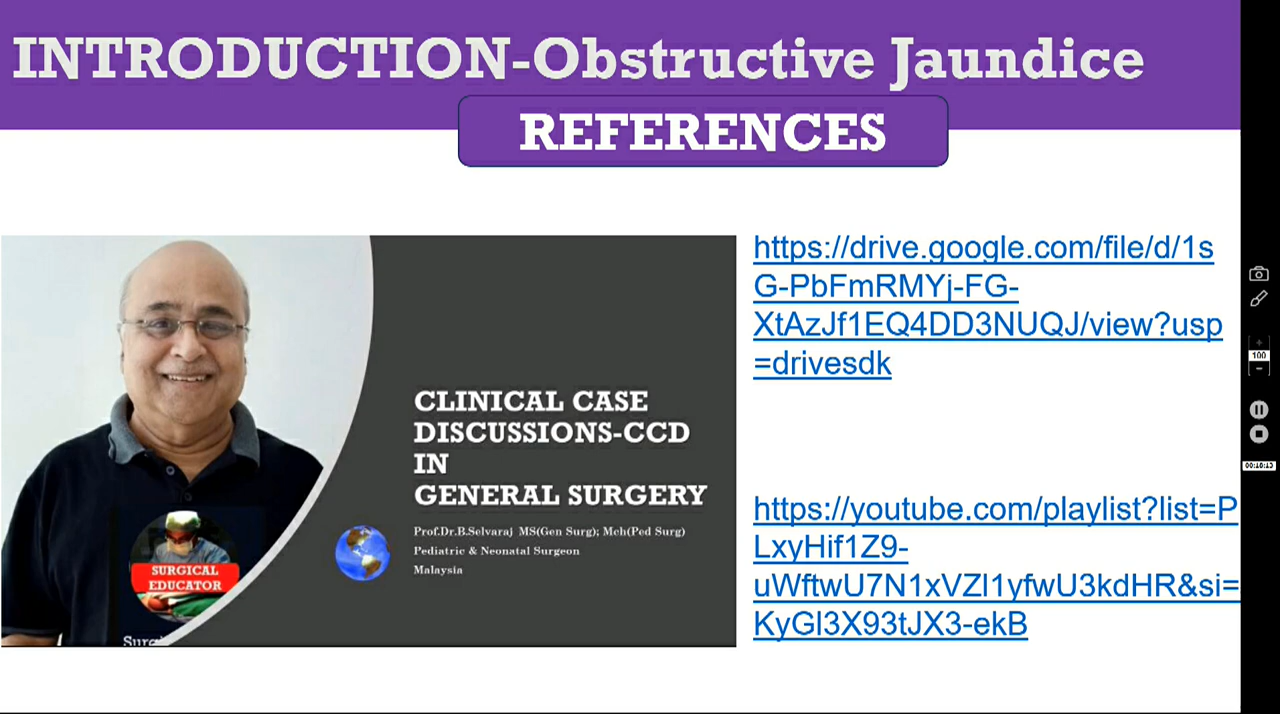 INTRODUCTION-Obstructive Jaundice
REFERENCES
CLINICAL CASE
DISCUSSIONS-CCD
IN
GENERAL SURGERY
Prof.Dr.B.Selvaraj MS(Gen Surg); Mch(Ped Surg)
Pediatric & Neonatal Surgeon
Malaysia
SURGICAL
EDUCATOR
https://drive.google.com/file/d/1s
G-PbFmRMYj-FG-
XtAzJf1EQ4DD3NUQJ/view?usp
=drivesdk
https://youtube.com/playlist?list=P
LxyHif1Z9-
uWftwU7N1xVZl1yfwU3kdHR&si=
KyGl3X93tJX3-ekB
100